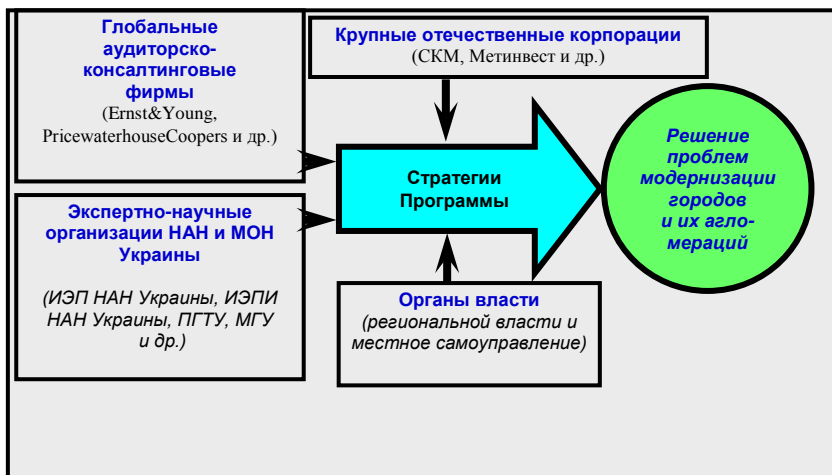 Глобальные
аудиторско-
консалтинговые
фирмы
(Ernst&Young,
PricewaterhouseCoopers и др.)
Крупные отечественные корпорации
(СКМ, Метинвест и др.)
Стратегии
Программы
Решение
проблем
модернизации
городов
и их агло-
мераций
Экспертно-научные
организации НАН и МОН
Украины
(ИЭП НАН Украины, ИЭПИ
НАН Украины, ПГТУ, МГУ
и др.)
Органы власти
(региональной власти и
местное самоуправление)